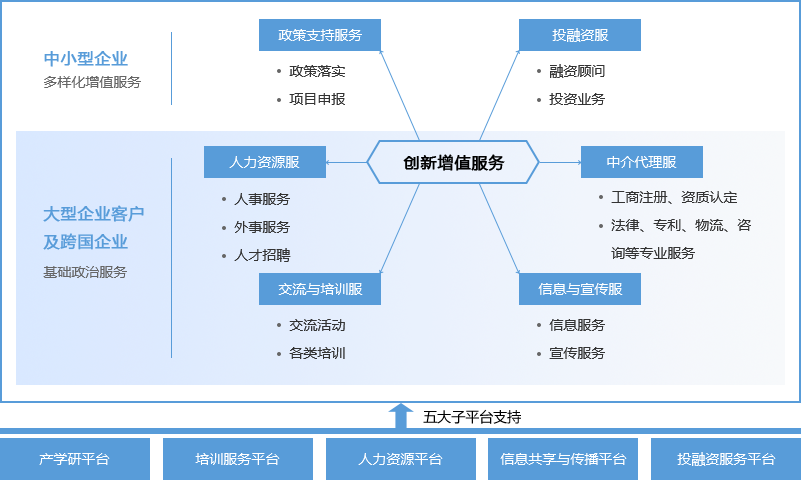 中小型企业
多样化增值服务
政策支持服务
政策落实
项目申报
投融资服
融资顾问
投资业务
大型企业客户
及跨国企业
基础政治服务
人力资源服
人事服务
外事服务
人才招聘
创新增值服务
中介代理服
工商注册、资质认定
法律、专利、物流、咨
询等专业服务
交流与培训服
交流活动
各类培训
信息与宣传服
信息服务
宣传服务
五大子平台支持
产学研平台
培训服务平台
人力资源平台
信息共享与传播平台
投融资服务平台